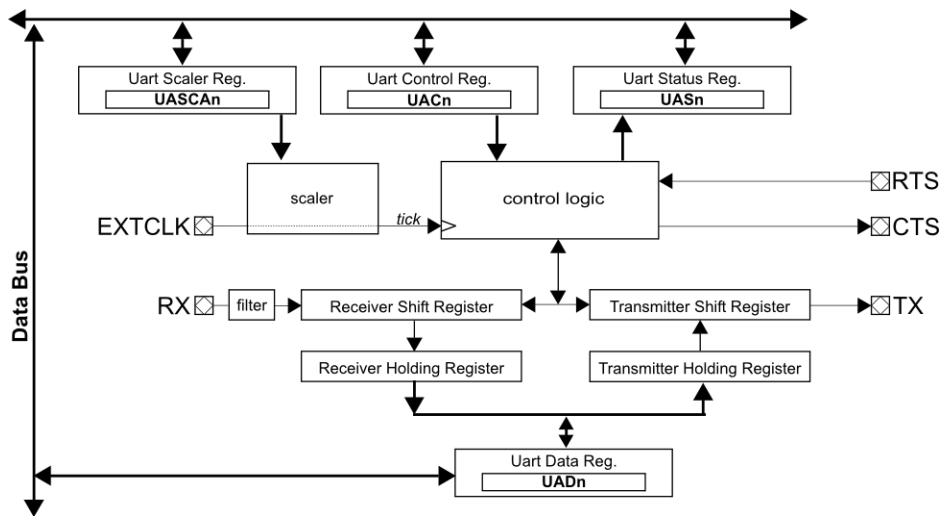 Uart Scaler Reg.
UASCAn
Uart Control Reg.
UACn
Uart Status Reg.
UASn
scaler
control logic
RTS
EXTCLK
tick
CTS
Data Bus
RX
filter
Receiver Shift Register
Transmitter Shift Register
TX
Receiver Holding Register
Transmitter Holding Register
Uart Data Reg.
UADn